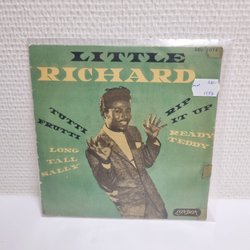 LITTLE
RICHARD
TUTTI
FRUTTI
LONG
TALL
SALLY
RIP
IT UP
READY
TEDDY
LONDON